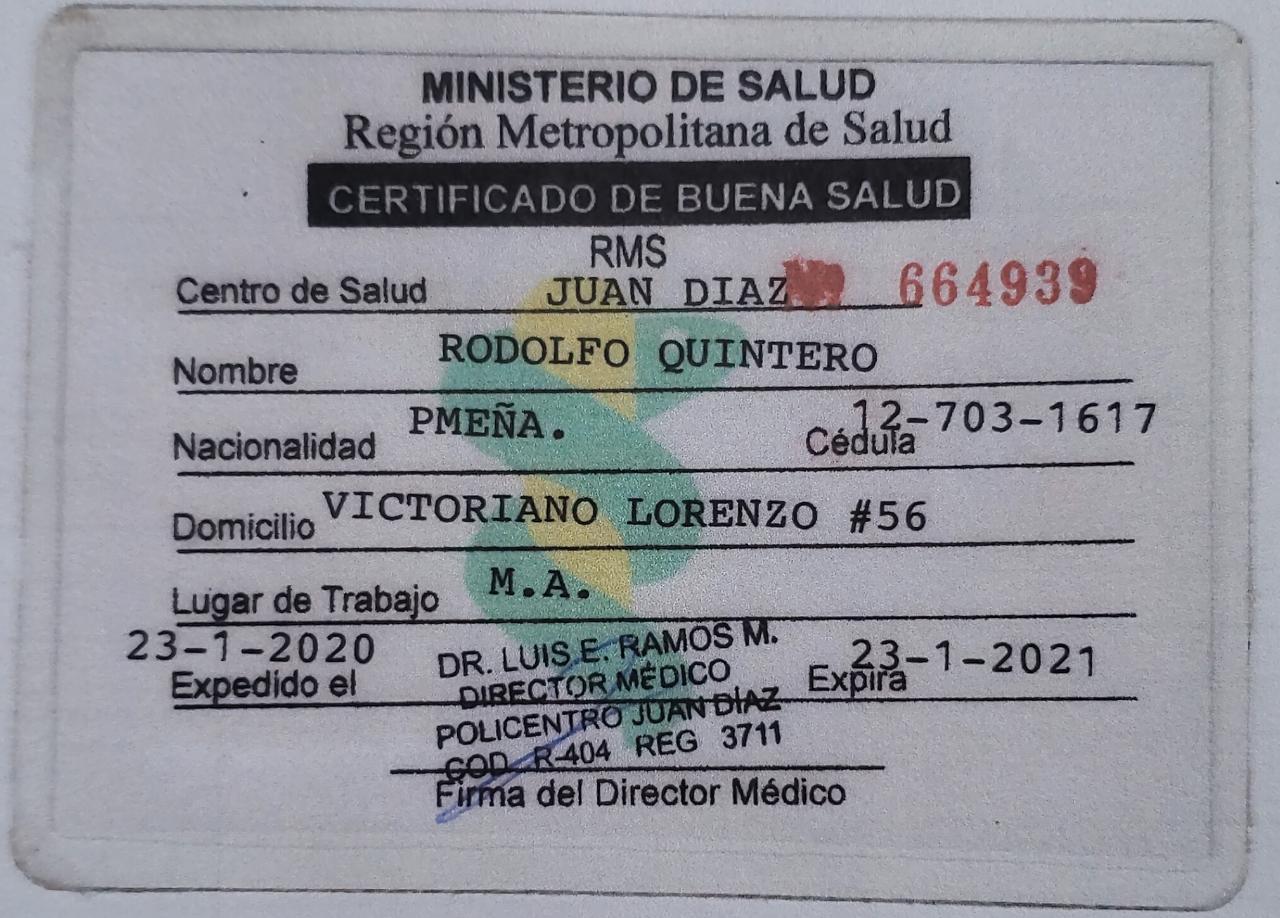 MINISTERIO DE SALUD
Región Metropolitana de Salud
CERTIFICADO DE BUENA SALUD
RMS
Centro de Salud JUAN DIAZ 664939
Nombre RODOLFO QUINTERO
Nacionalidad PMEÑA. Cédula 12-703-1617
Domicilio VICTORIANO LORENZO #56
Lugar de Trabajo M.A.
23-1-2020 DR. LUIS E. RAMOS M. 23-1-2021
Expedido el DIRECTOR MÉDICO Expira
POLICENTRO JUAN DÍAZ
COD R-404 REG 3711
Firma del Director Médico